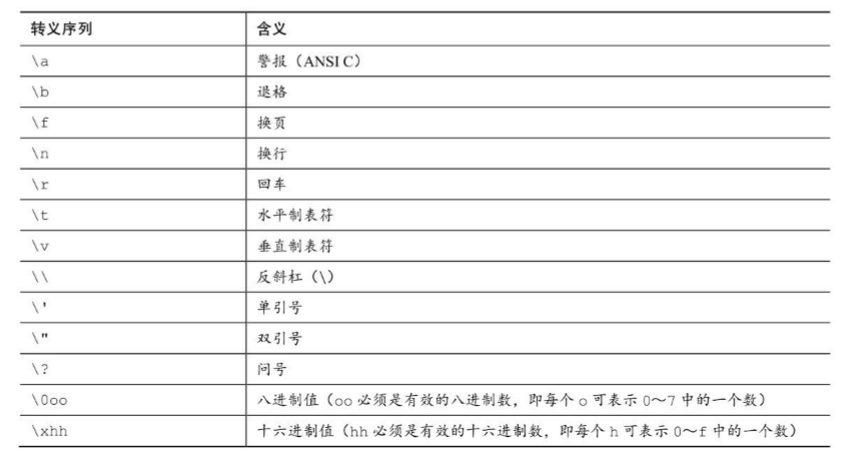 转义序列 含义
\a 警报（ANSI C）
\b 退格
\f 换页
\n 换行
\r 回车
\t 水平制表符
\v 垂直制表符
\\ 反斜杠（\）
\' 单引号
\" 双引号
\? 问号
\0oo 八进制值（oo 必须是有效的八进制数，即每个 o 可表示 0～7 中的一个数）
\xhh 十六进制值（hh 必须是有效的十六进制数，即每个 h 可表示 0～f 中的一个数）